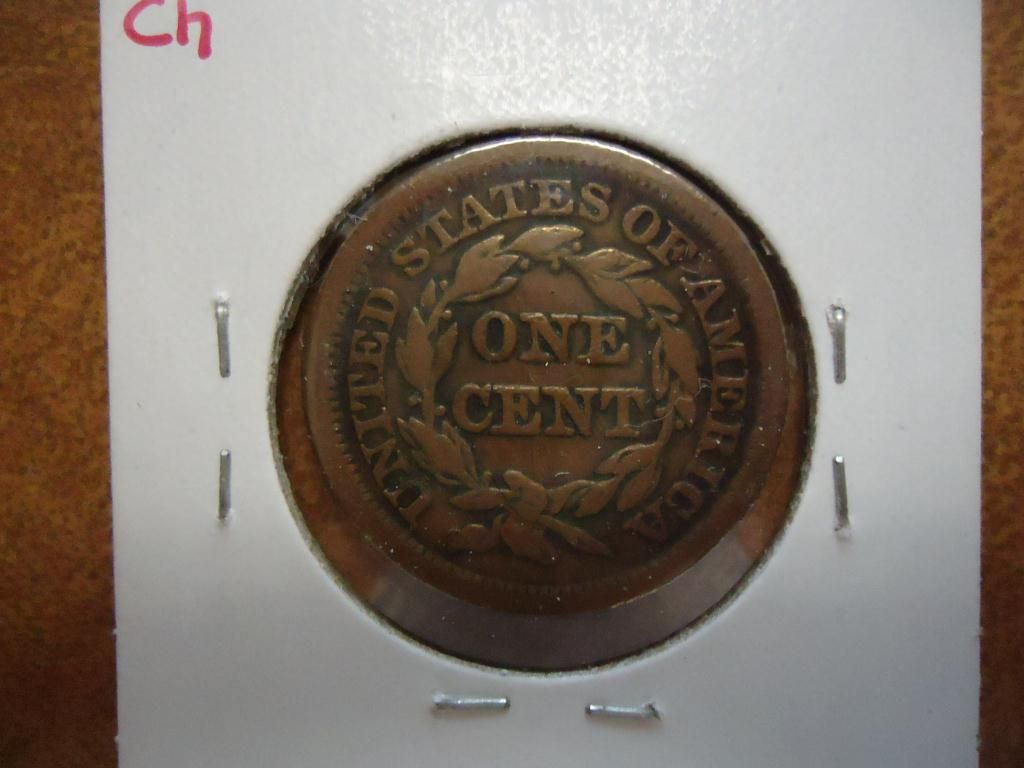 Ch
UNITED STATES OF AMERICA
ONE
CENT